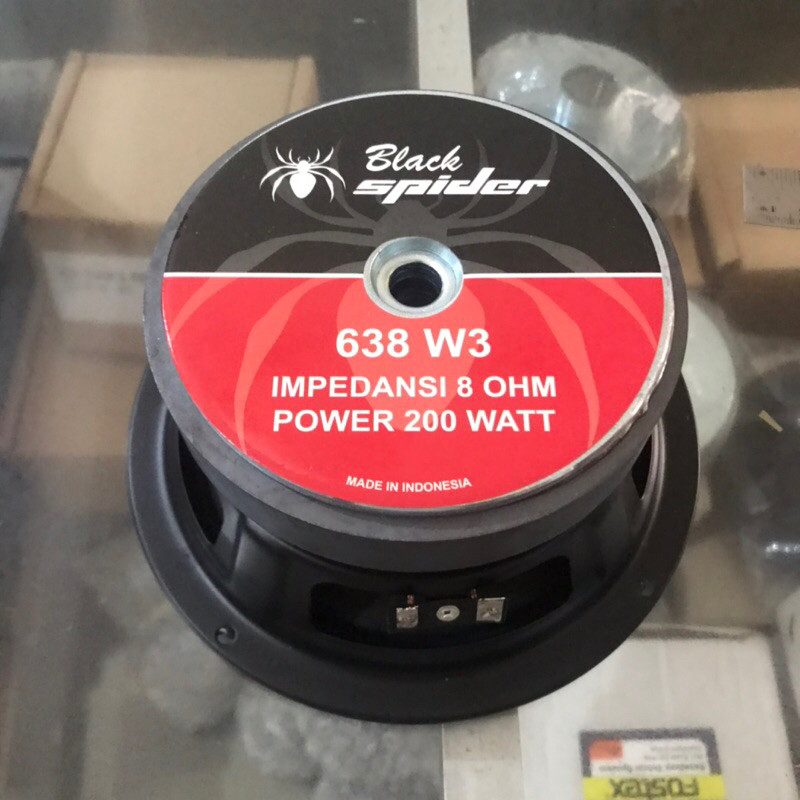 Black
spider
638 W3
IMPEDANSI 8 OHM
POWER 200 WATT
MADE IN INDONESIA
FOSTEX